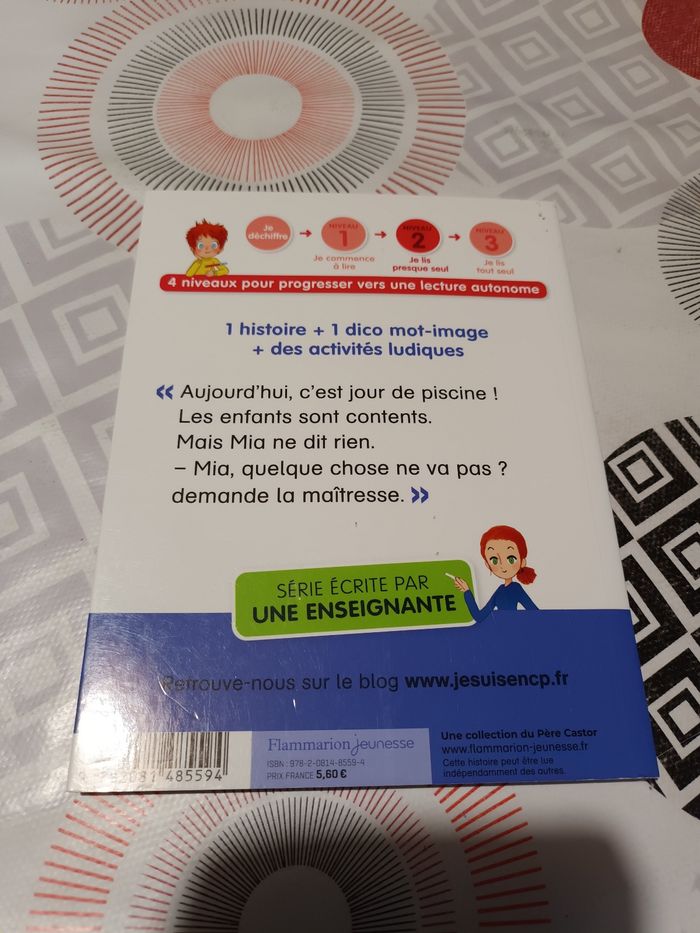 Je
déchiffre
NIVEAU
1
NIVEAU
2
NIVEAU
3
Je commence
à lire
Je lis
presque seul
Je lis
tout seul
4 niveaux pour progresser vers une lecture autonome
1 histoire + 1 dico mot-image
+ des activités ludiques
« Aujourd'hui, c'est jour de piscine !
Les enfants sont contents.
Mais Mia ne dit rien.
– Mia, quelque chose ne va pas ?
demande la maîtresse. »
SÉRIE ÉCRITE PAR
UNE ENSEIGNANTE
Retrouve-nous sur le blog www.jesuisencp.fr
485594
Flammarion jeunesse
ISBN : 978-2-0814-8559-4
PRIX FRANCE 5,60 €
Une collection du Père Castor
www.flammarion-jeunesse.fr
Cette histoire peut être lue
indépendamment des autres.